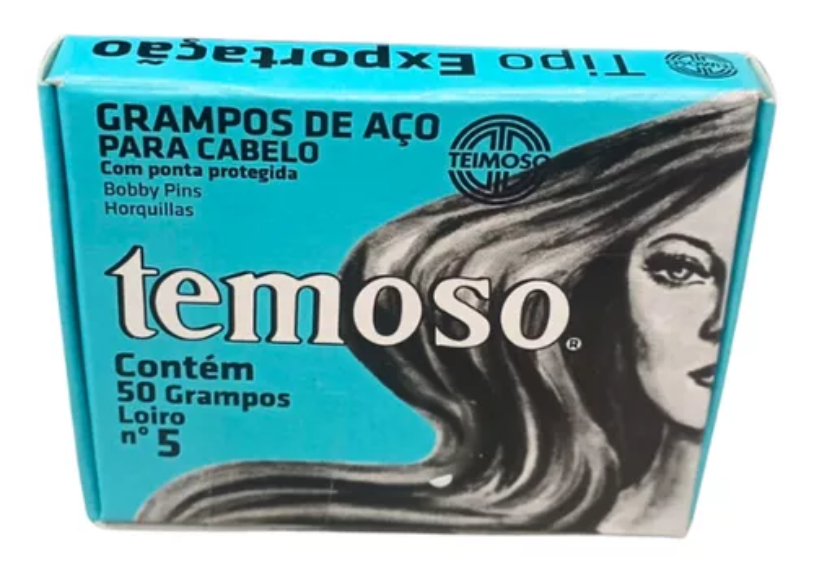 Tipo Exportação
GRAMPOS DE AÇO
PARA CABELO
Com ponta protegida
Bobby Pins
Horquillas
TEIMOSO
temoso®
Contém
50 Grampos
Loiro
nº 5